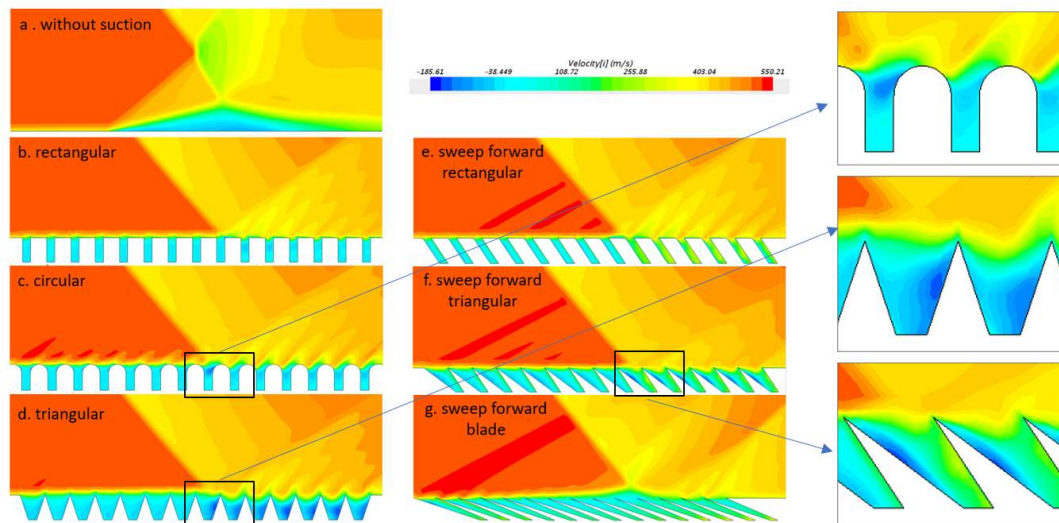 a . without suction
Velocity[i] (m/s)
-185.61 -38.449 108.72 255.88 403.04 550.21
b. rectangular
e. sweep forward
rectangular
c. circular
f. sweep forward
triangular
d. triangular
g. sweep forward
blade